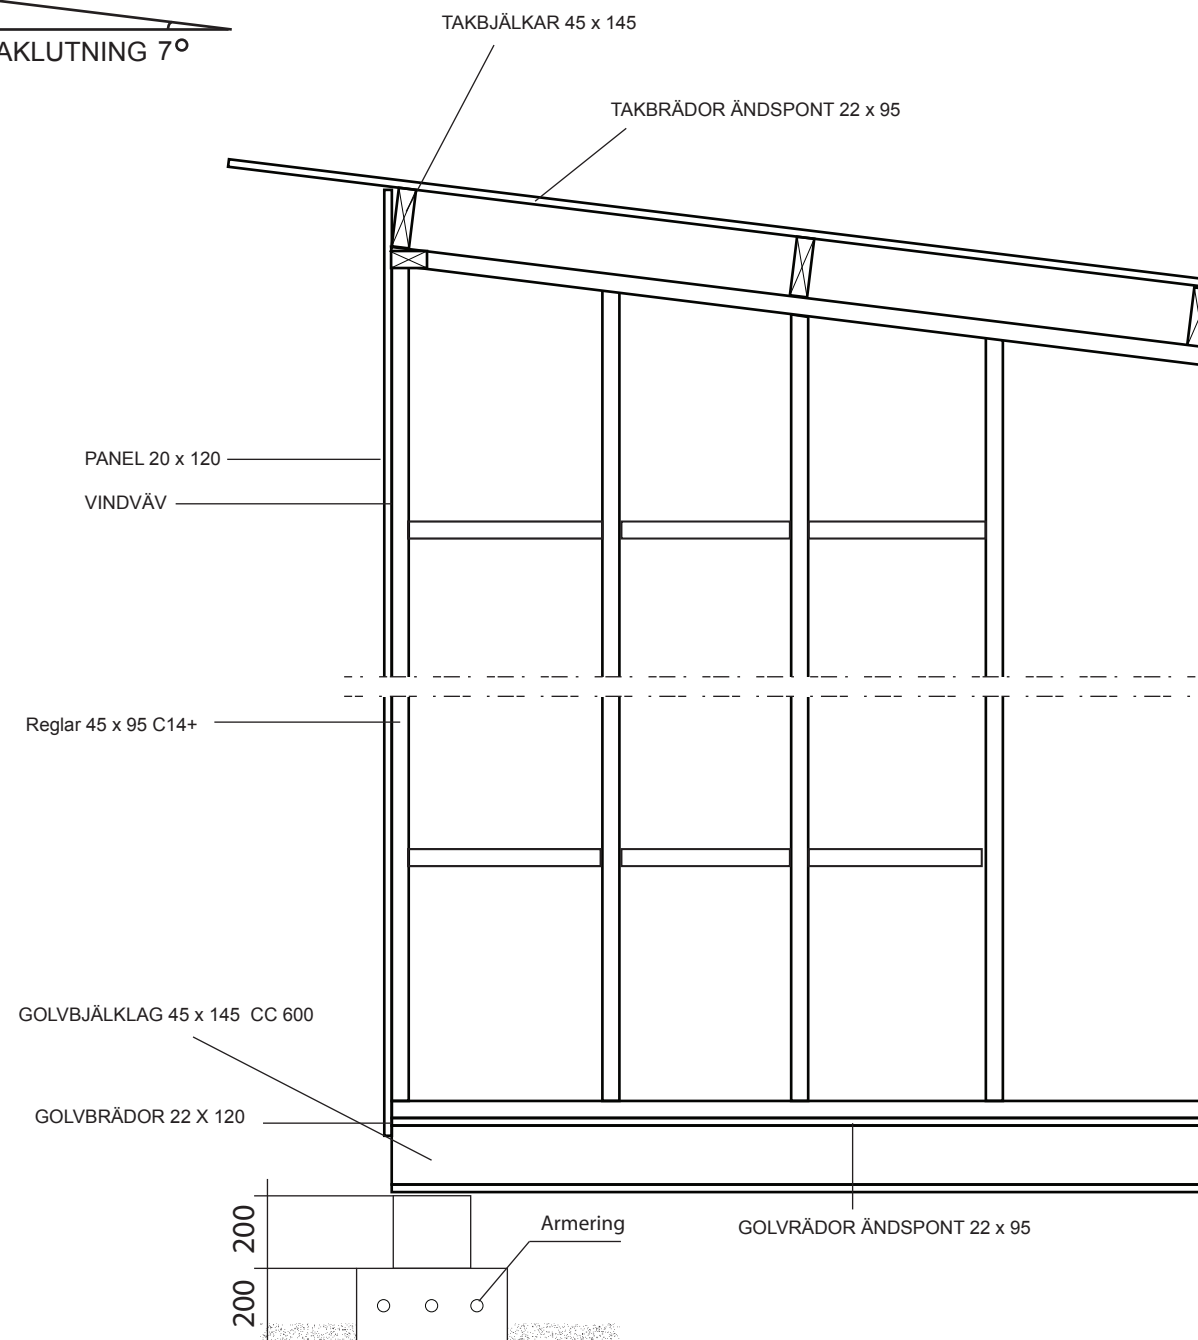 TAKBJÄLKAR 45 x 145
AKLUTNING 7°
TAKBRÄDOR ÄNDSPONT 22 x 95
PANEL 20 x 120
VINDVÄV
Reglar 45 x 95 C14+
GOLVBJÄLKLAG 45 x 145 CC 600
GOLVBRÄDOR 22 X 120
200
Armering
GOLVRÄDOR ÄNDSPONT 22 x 95
200